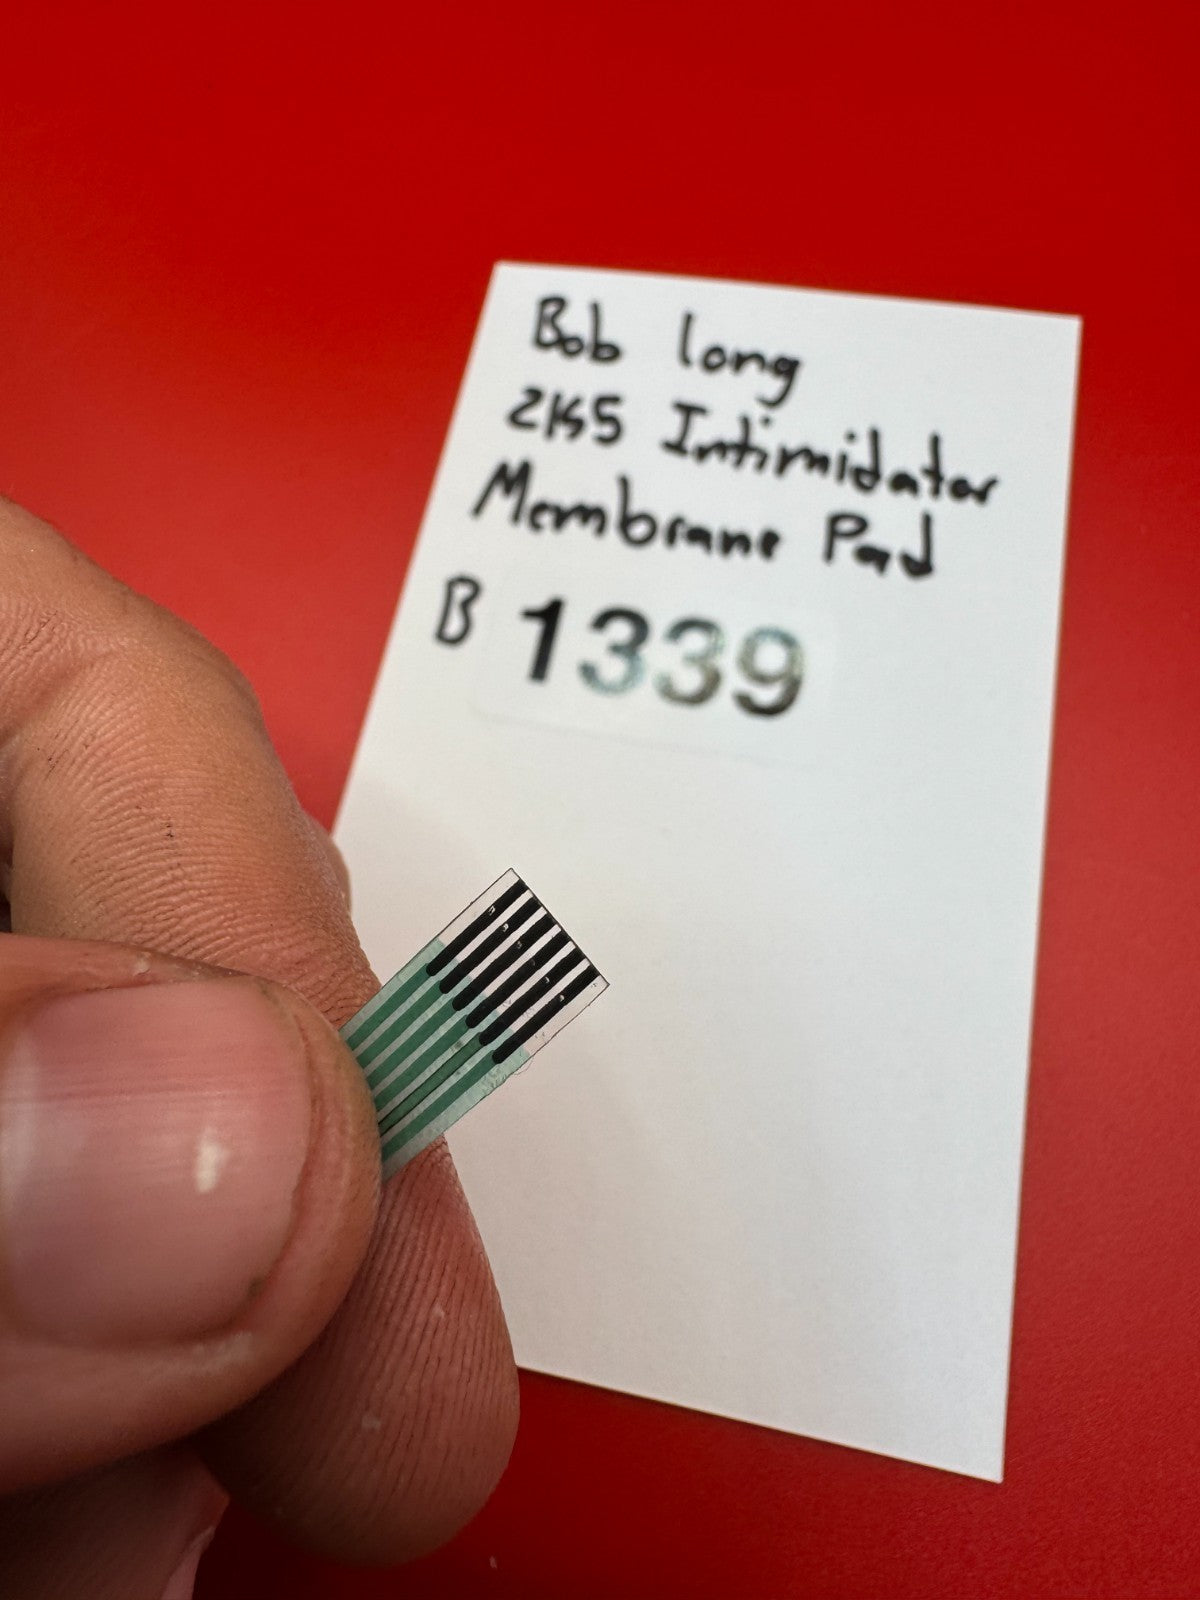 Bob long
2K5 Intimidator
Membrane Pad
B 1339